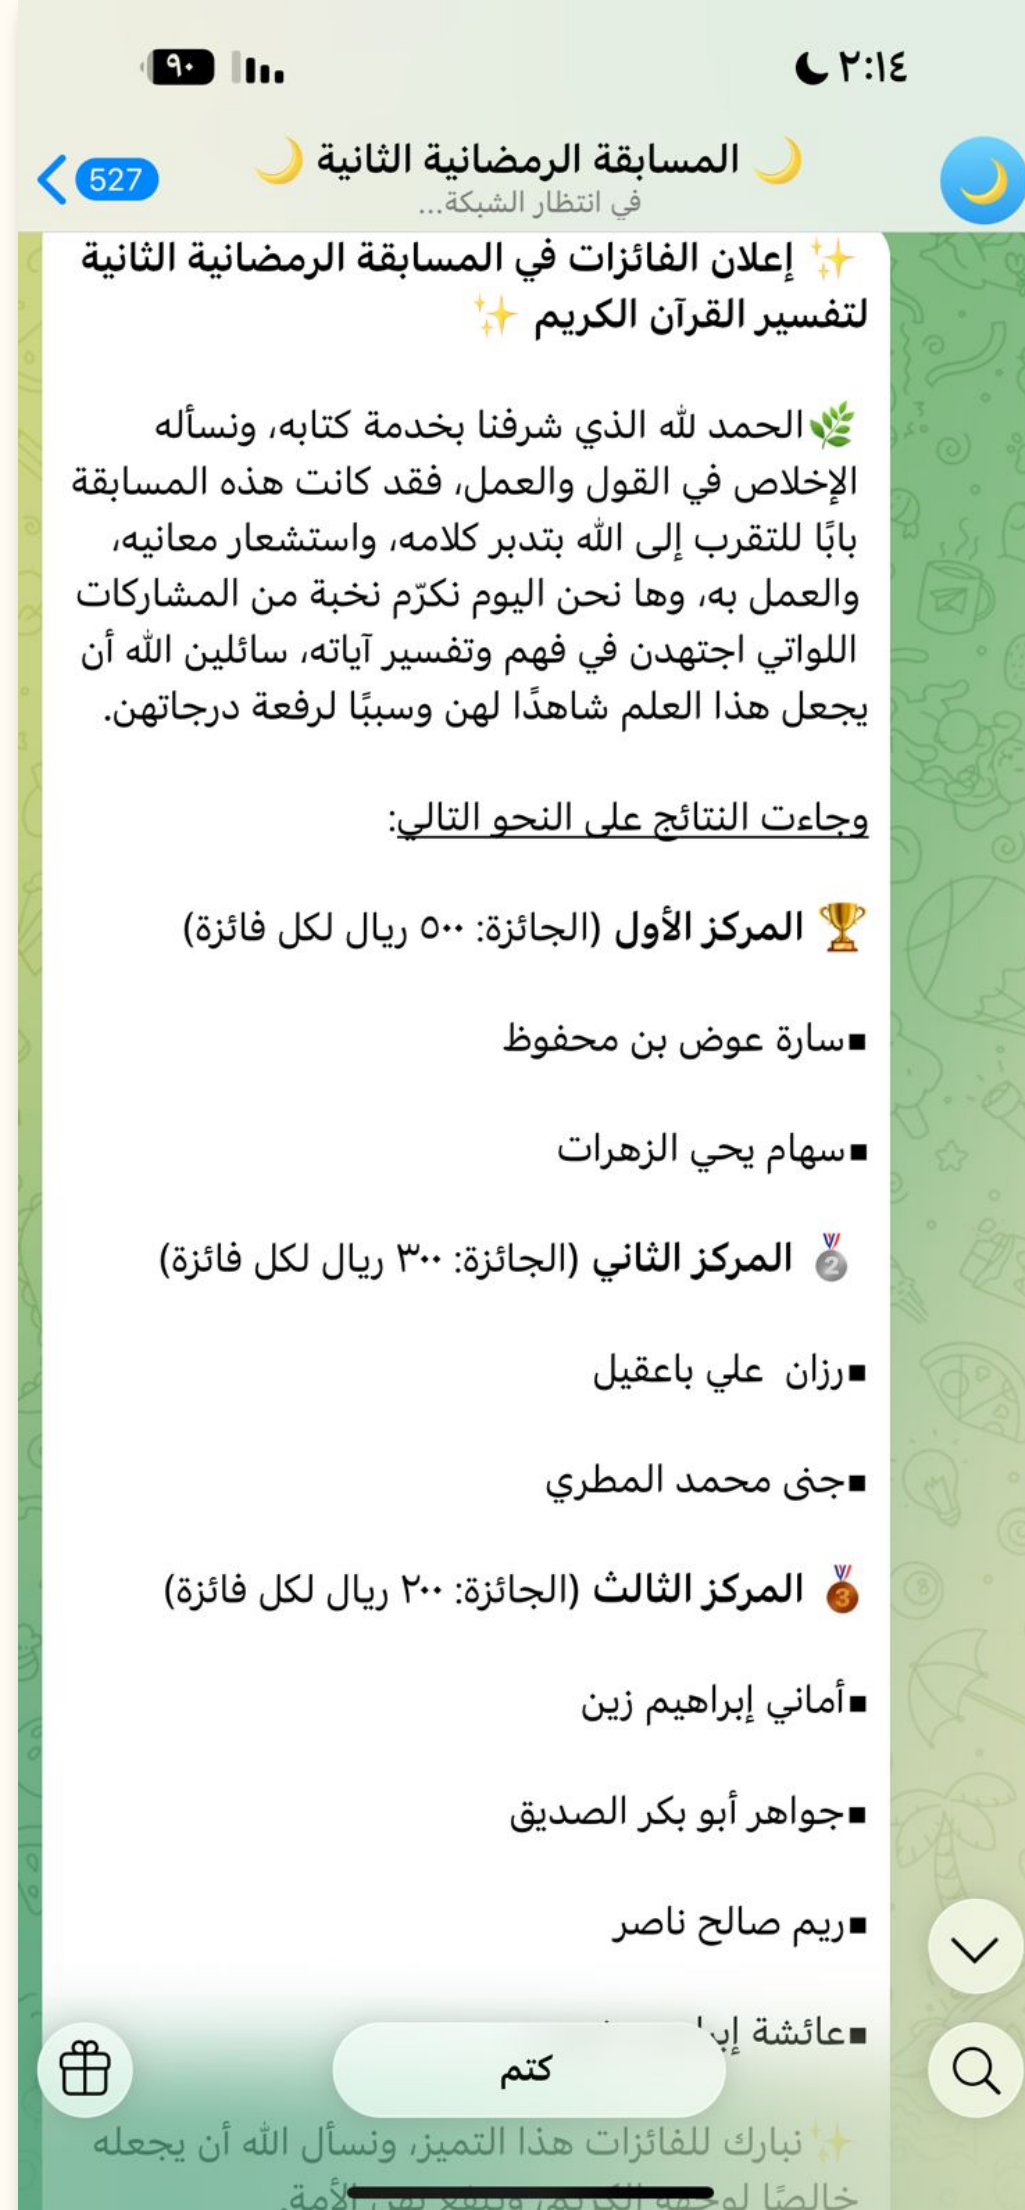 ٢:١٤
٩٠
🌙 المسابقة الرمضانية الثانية 🌙
527
في انتظار الشبكة...
✨ إعلان الفائزات في المسابقة الرمضانية الثانية
لتفسير القرآن الكريم ✨
🌿الحمد لله الذي شرفنا بخدمة كتابه، ونسأله
الإخلاص في القول والعمل، فقد كانت هذه المسابقة
بابًا للتقرب إلى الله بتدبر كلامه، واستشعار معانيه،
والعمل به، وها نحن اليوم نكرّم نخبة من المشاركات
اللواتي اجتهدن في فهم وتفسير آياته، سائلين الله أن
يجعل هذا العلم شاهدًا لهن وسببًا لرفعة درجاتهن.
وجاءت النتائج على النحو التالي:
🏆 المركز الأول (الجائزة: ٥٠٠ ريال لكل فائزة)
▪سارة عوض بن محفوظ
▪سهام يحي الزهرات
🥈 المركز الثاني (الجائزة: ٣٠٠ ريال لكل فائزة)
▪رزان علي باعقيل
▪جنى محمد المطري
🥉 المركز الثالث (الجائزة: ٢٠٠ ريال لكل فائزة)
▪أماني إبراهيم زين
▪جواهر أبو بكر الصديق
▪ريم صالح ناصر
▪عائشة
كتم
✨نبارك للفائزات هذا التميز، ونسأل الله أن يجعله
خالصًا لوجهه الكريم، وينفع بهن الأمة.